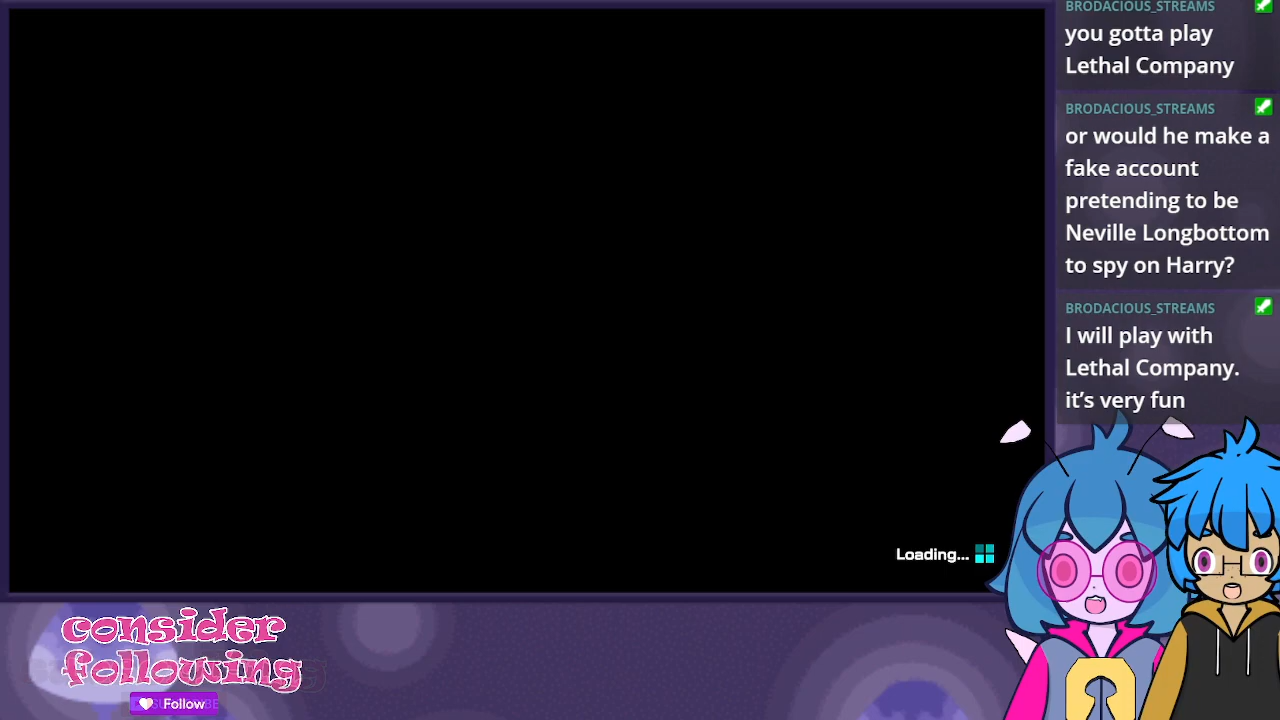 BRODACIOUS_STREAMS
you gotta play
Lethal Company
BRODACIOUS_STREAMS
or would he make a
fake account
pretending to be
Neville Longbottom
to spy on Harry?
BRODACIOUS_STREAMS
I will play with
Lethal Company.
it's very fun
Loading...
consider
following
Follow